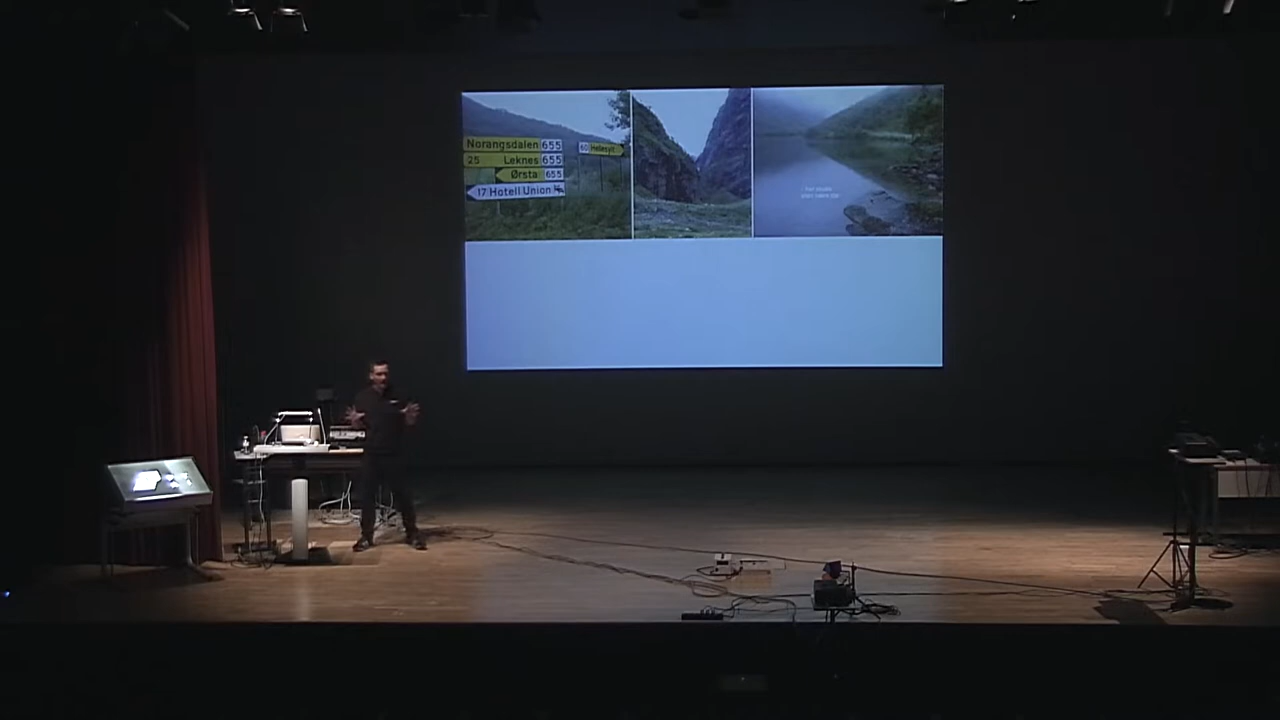 Norangsdalen 655
60 Hellesylt
25 Leknes 655
Ørsta 655
17 Hotell Union